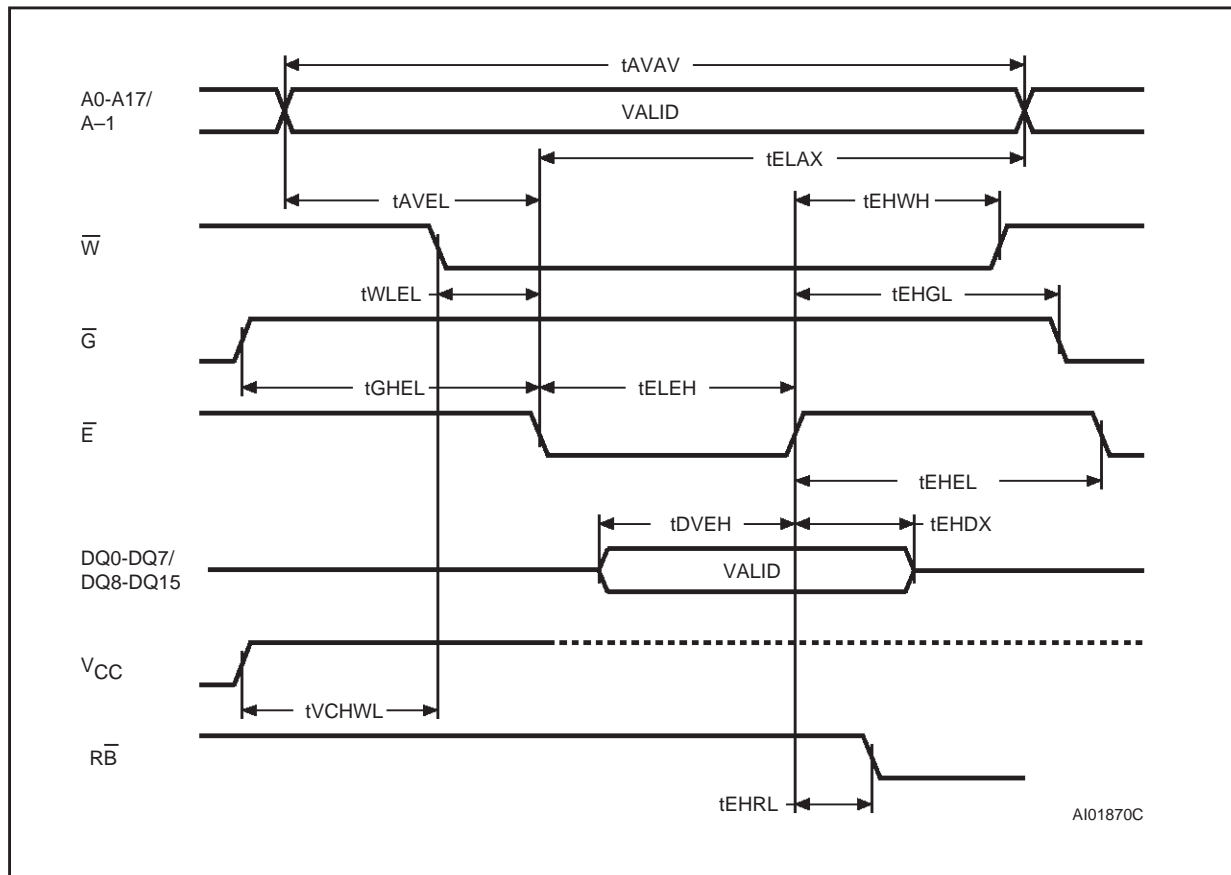 tAVAV
A0-A17/
A–1
VALID
tELAX
tAVEL
tEHWH
W̅
tWLEL
tEHGL
G̅
tGHEL
tELEH
E̅
tEHEL
tDVEH
tEHDX
DQ0-DQ7/
DQ8-DQ15
VALID
VCC
tVCHWL
RB̅
tEHRL
AI01870C